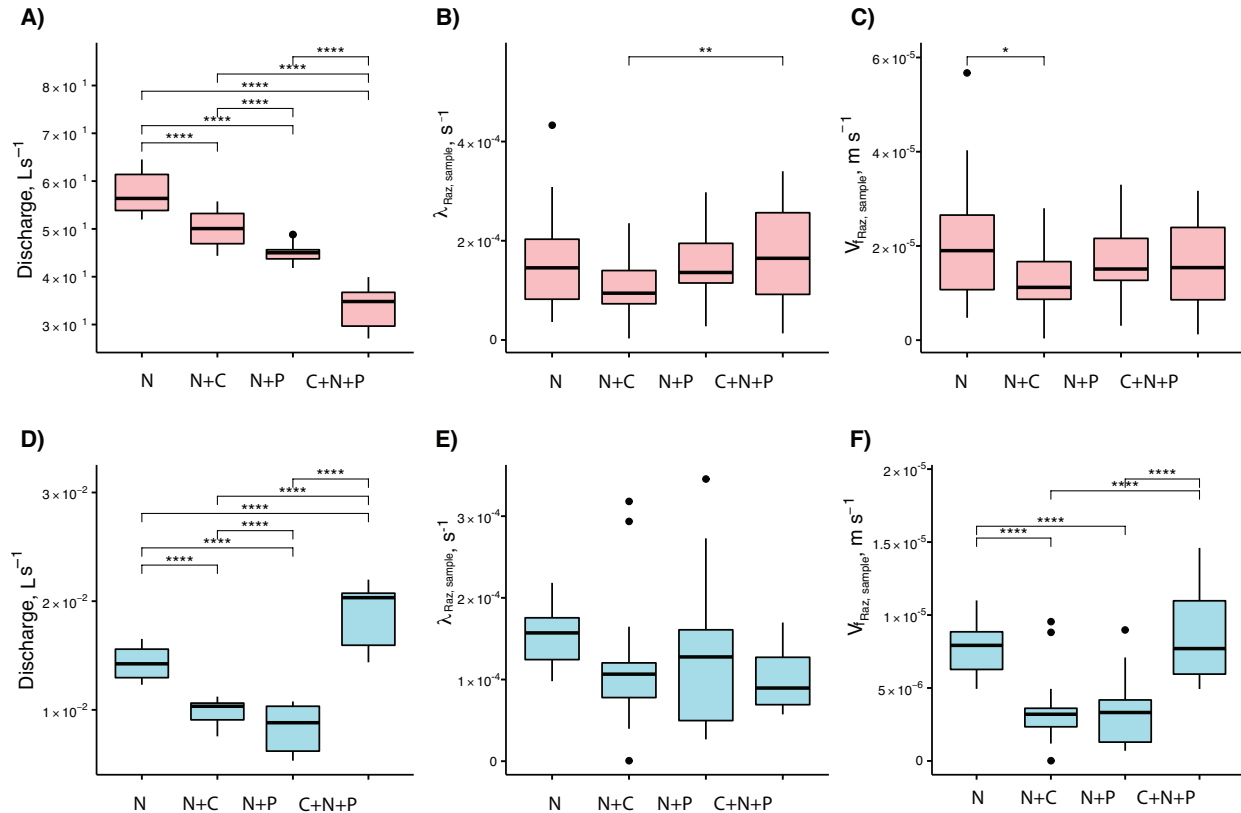 A)
B)
C)
Discharge, Ls⁻¹
8×10¹
7×10¹
6×10¹
5×10¹
4×10¹
3×10¹
****
****
****
****
****
****
N N+C N+P C+N+P
λRaz, sample, s⁻¹
4×10⁻⁴
2×10⁻⁴
0
**
N N+C N+P C+N+P
VfRaz, sample, m s⁻¹
6×10⁻⁵
4×10⁻⁵
2×10⁻⁵
0
*
N N+C N+P C+N+P
D)
E)
F)
Discharge, Ls⁻¹
3×10⁻²
2×10⁻²
1×10⁻²
****
****
****
****
****
****
N N+C N+P C+N+P
λRaz, sample, s⁻¹
3×10⁻⁴
2×10⁻⁴
1×10⁻⁴
0
N N+C N+P C+N+P
VfRaz, sample, m s⁻¹
2×10⁻⁵
1.5×10⁻⁵
1×10⁻⁵
5×10⁻⁶
0
****
****
****
****
N N+C N+P C+N+P